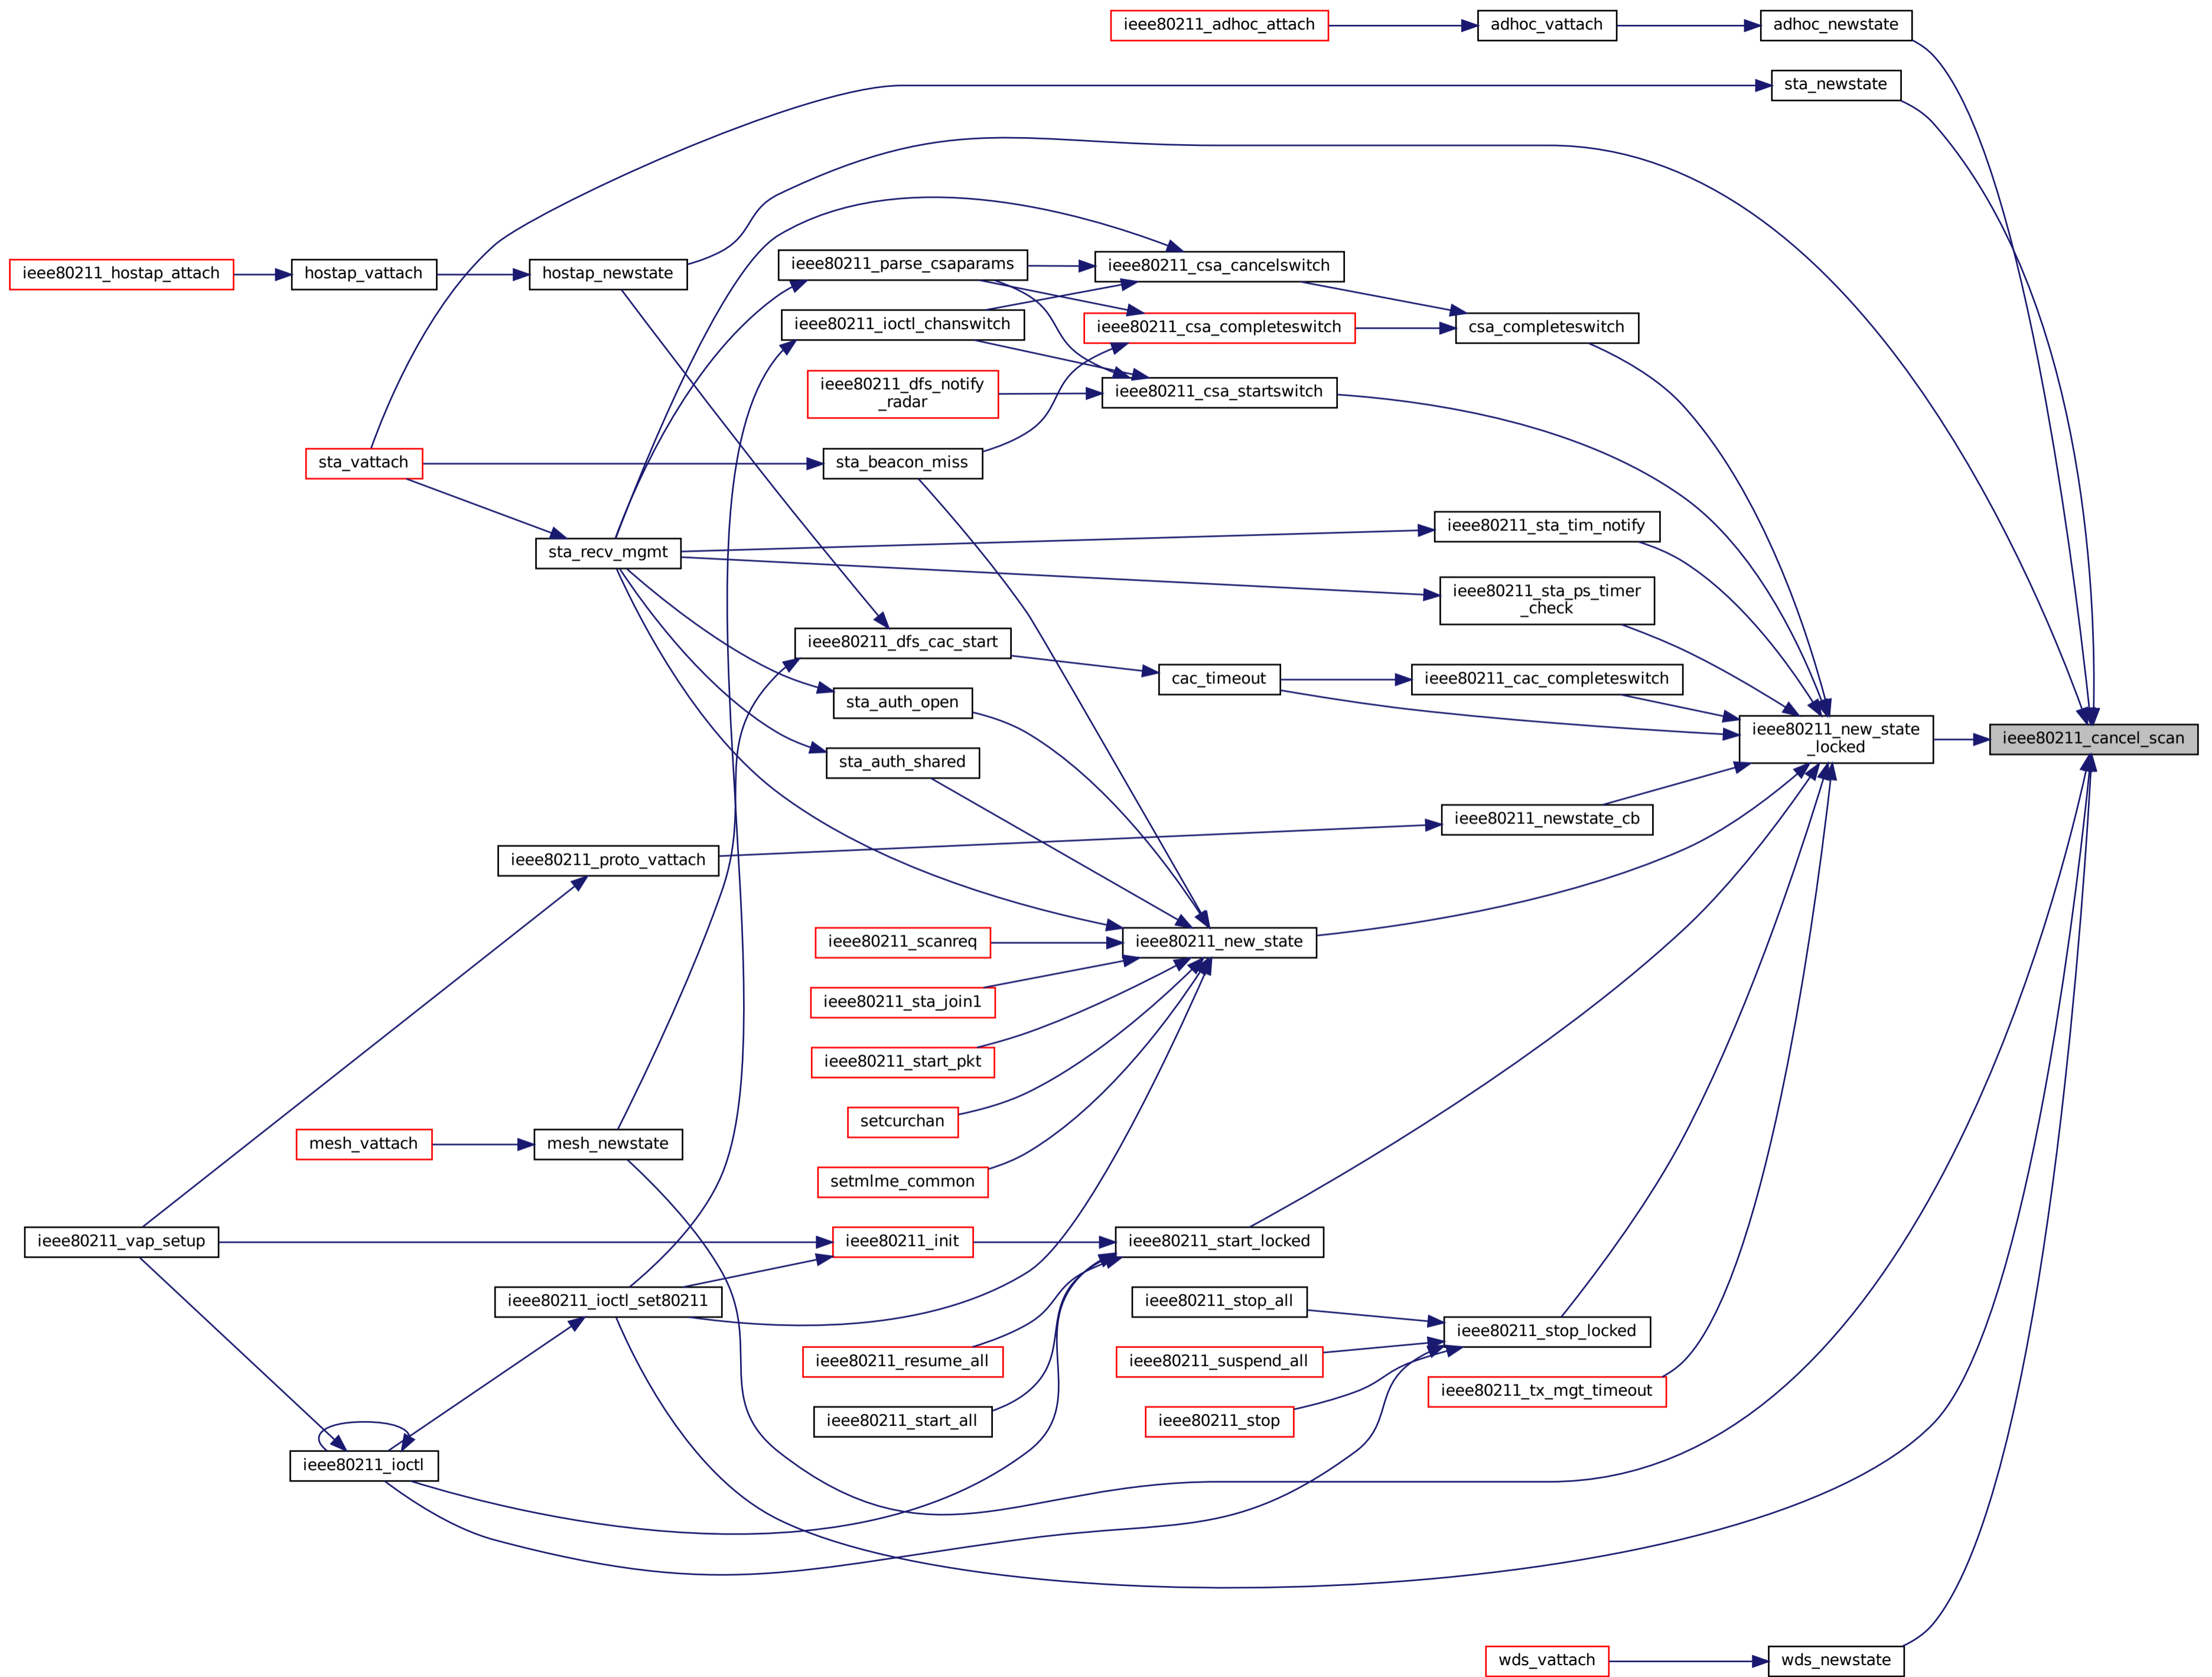 ieee80211_adhoc_attach
adhoc_vattach
adhoc_newstate
sta_newstate
ieee80211_hostap_attach
hostap_vattach
hostap_newstate
ieee80211_parse_csaparams
ieee80211_csa_cancelswitch
ieee80211_ioctl_chanswitch
ieee80211_csa_completeswitch
csa_completeswitch
ieee80211_dfs_notify
_radar
ieee80211_csa_startswitch
sta_vattach
sta_beacon_miss
sta_recv_mgmt
ieee80211_sta_tim_notify
ieee80211_sta_ps_timer
_check
ieee80211_dfs_cac_start
cac_timeout
ieee80211_cac_completeswitch
sta_auth_open
ieee80211_new_state
_locked
ieee80211_cancel_scan
sta_auth_shared
ieee80211_newstate_cb
ieee80211_proto_vattach
ieee80211_scanreq
ieee80211_new_state
ieee80211_sta_join1
ieee80211_start_pkt
setcurchan
mesh_vattach
mesh_newstate
setmlme_common
ieee80211_vap_setup
ieee80211_init
ieee80211_start_locked
ieee80211_ioctl_set80211
ieee80211_stop_all
ieee80211_stop_locked
ieee80211_resume_all
ieee80211_suspend_all
ieee80211_tx_mgt_timeout
ieee80211_start_all
ieee80211_stop
ieee80211_ioctl
wds_vattach
wds_newstate